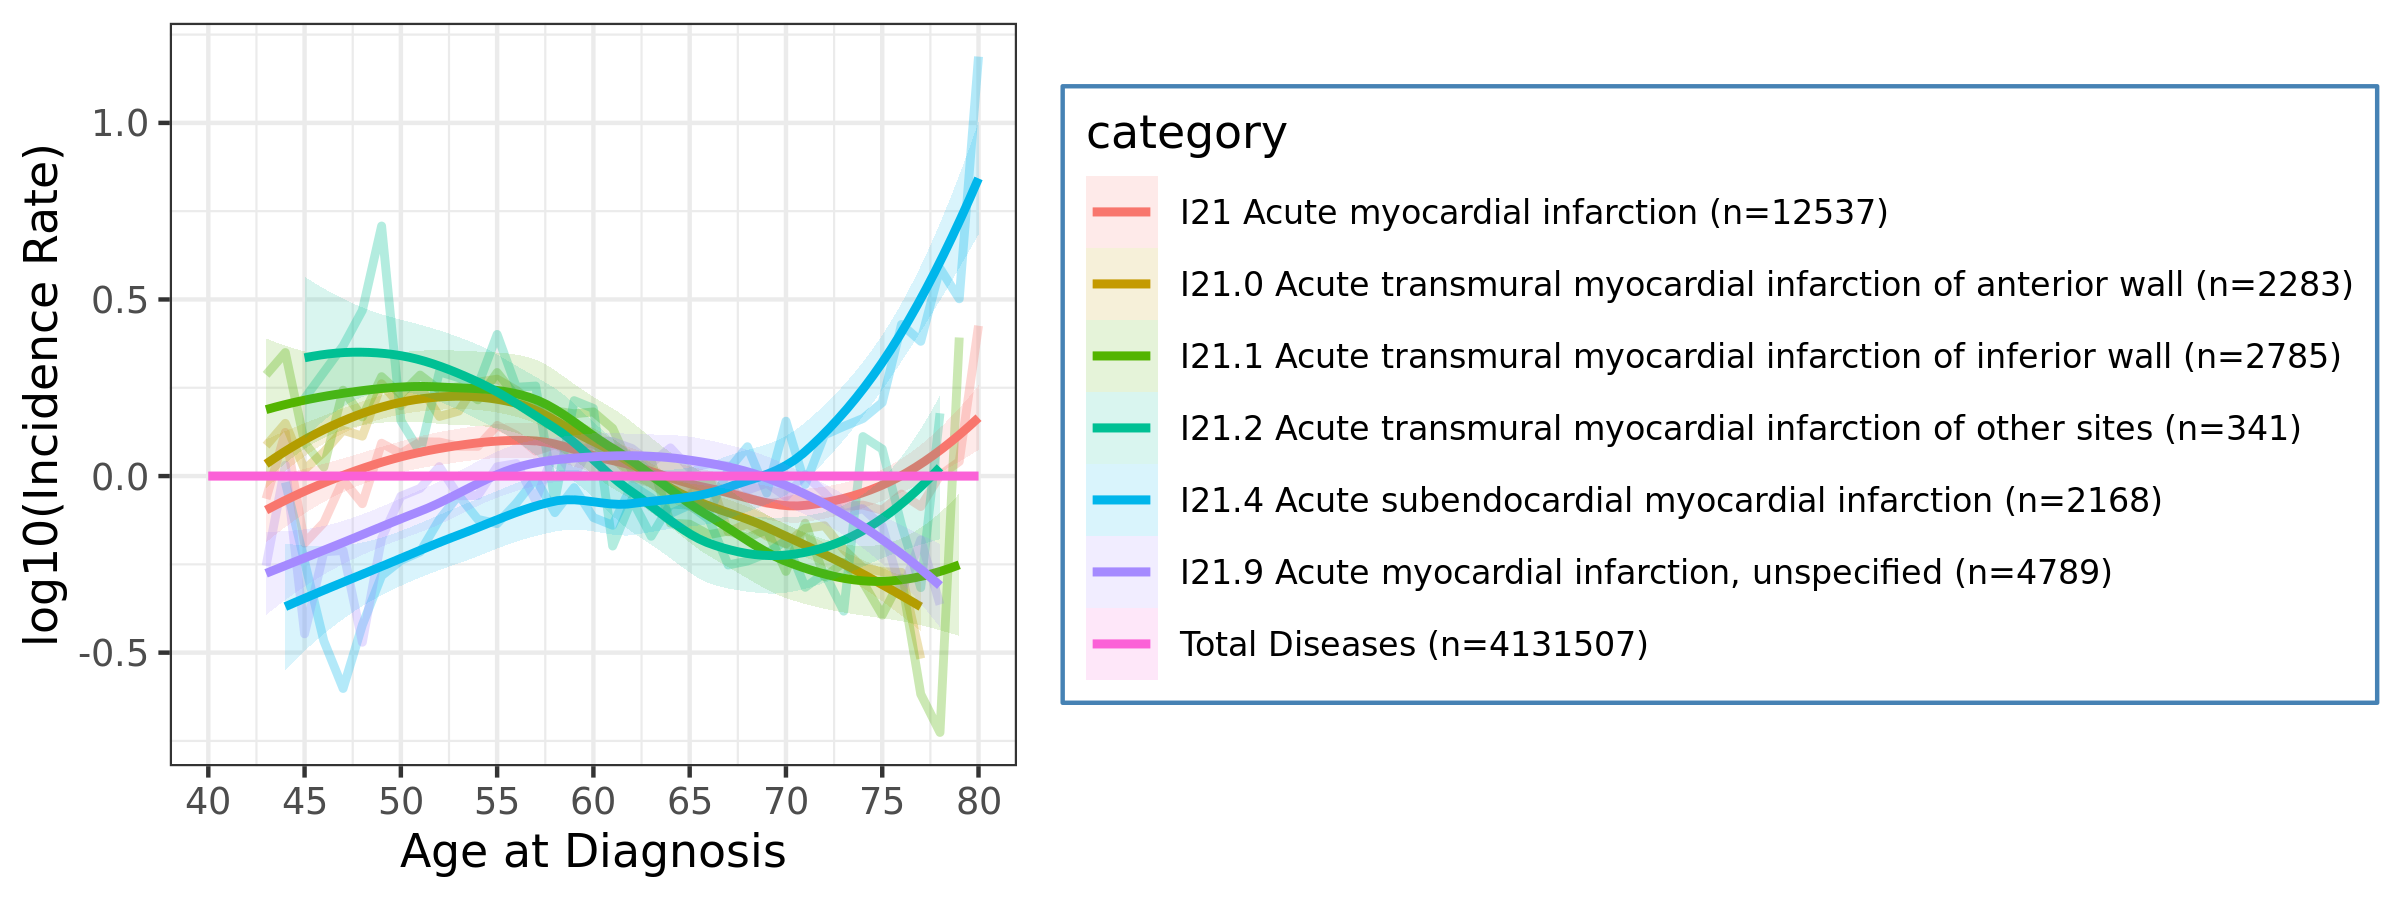 log10(Incidence Rate)
1.0
0.5
0.0
-0.5
40 45 50 55 60 65 70 75 80
Age at Diagnosis
category
I21 Acute myocardial infarction (n=12537)
I21.0 Acute transmural myocardial infarction of anterior wall (n=2283)
I21.1 Acute transmural myocardial infarction of inferior wall (n=2785)
I21.2 Acute transmural myocardial infarction of other sites (n=341)
I21.4 Acute subendocardial myocardial infarction (n=2168)
I21.9 Acute myocardial infarction, unspecified (n=4789)
Total Diseases (n=4131507)